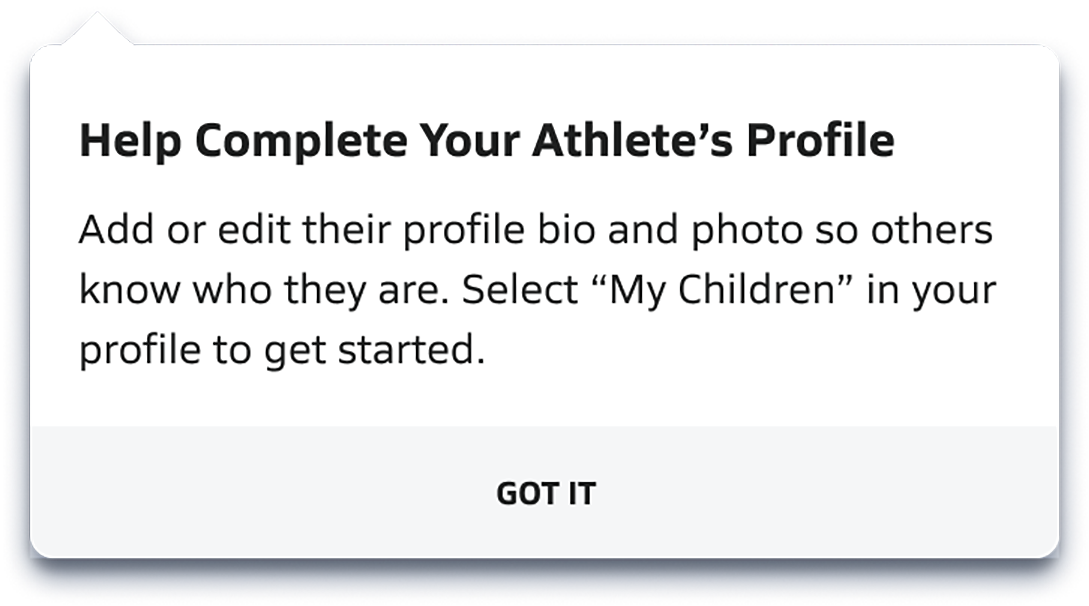 Help Complete Your Athlete’s Profile
Add or edit their profile bio and photo so others
know who they are. Select “My Children” in your
profile to get started.
GOT IT